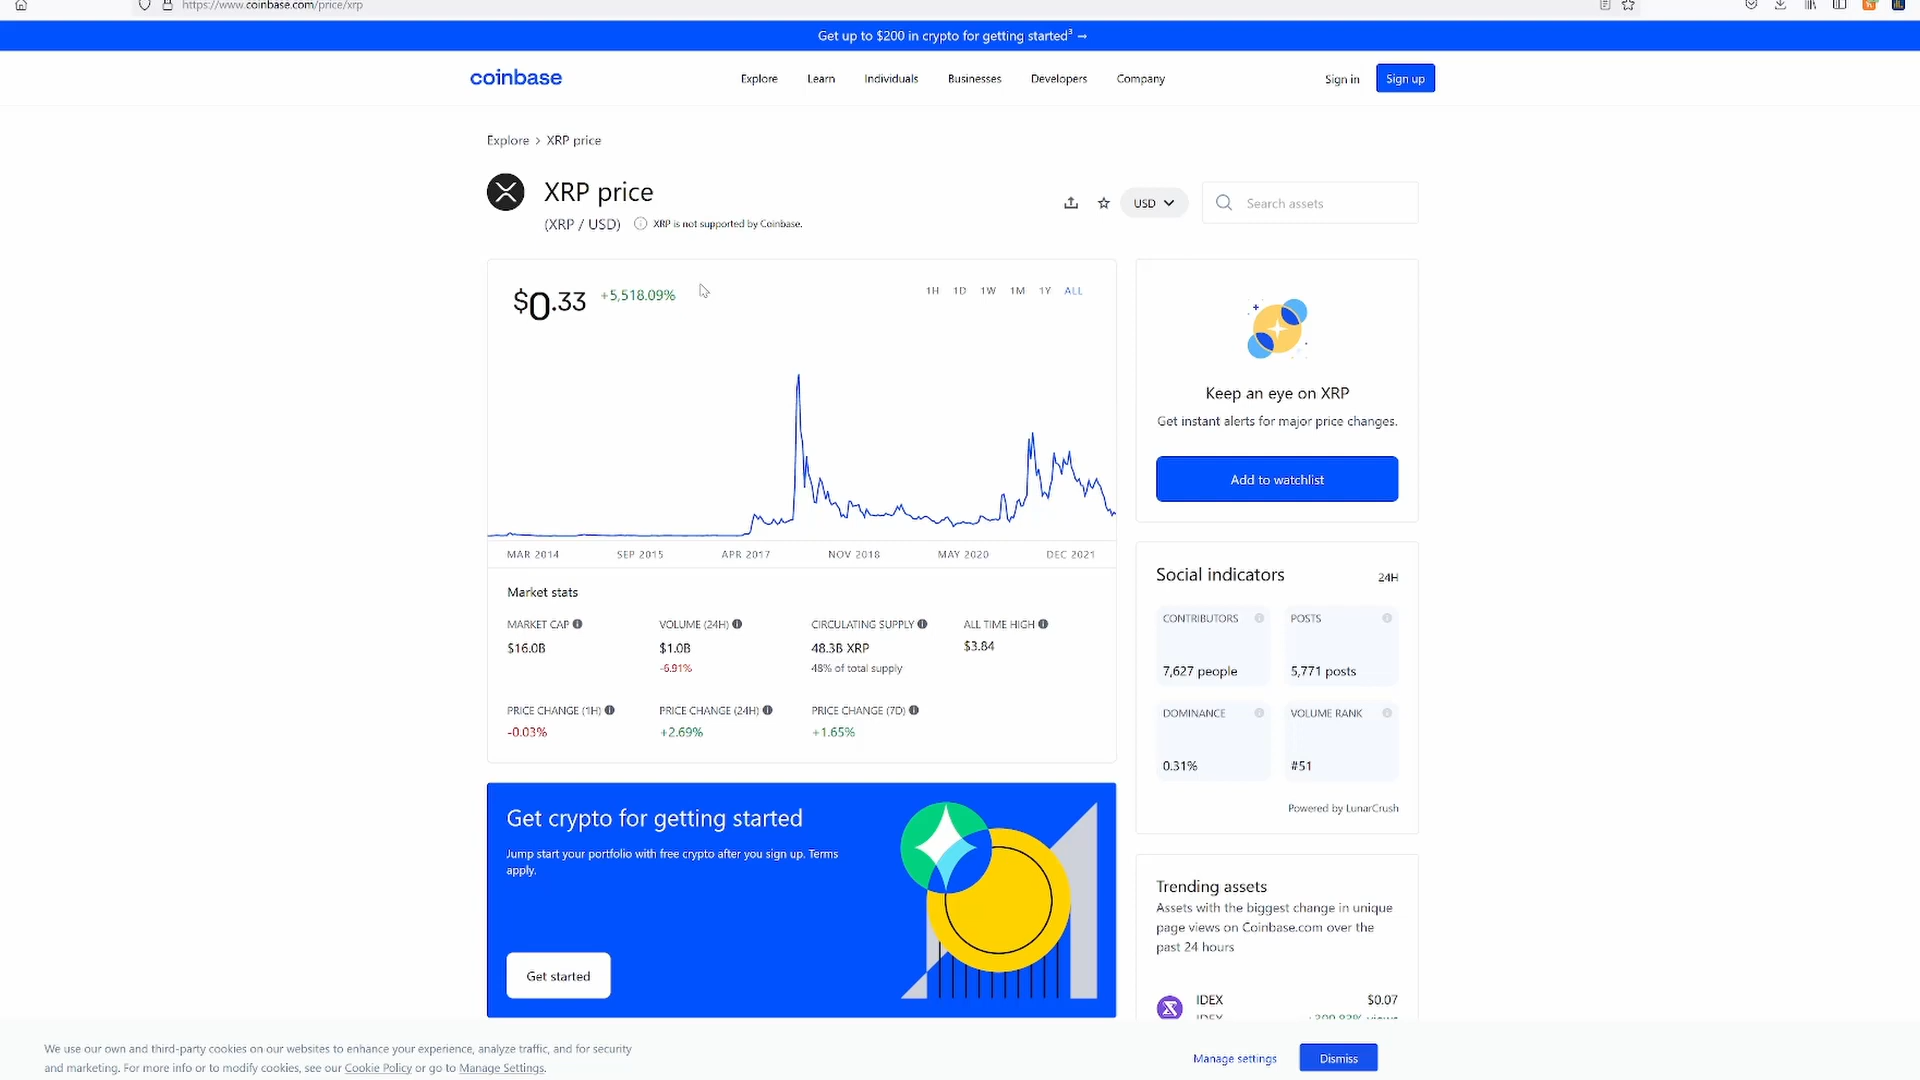 https://www.coinbase.com/price/xrp
Get up to $200 in crypto for getting started³ →
coinbase
Explore
Learn
Individuals
Businesses
Developers
Company
Sign in
Sign up
Explore > XRP price
XRP price
(XRP / USD)
XRP is not supported by Coinbase.
USD
Search assets
$0.33
+5,518.09%
1H
1D
1W
1M
1Y
ALL
MAR 2014
SEP 2015
APR 2017
NOV 2018
MAY 2020
DEC 2021
Market stats
MARKET CAP
$16.0B
VOLUME (24H)
$1.0B
-6.91%
CIRCULATING SUPPLY
48.3B XRP
48% of total supply
ALL TIME HIGH
$3.84
PRICE CHANGE (1H)
-0.03%
PRICE CHANGE (24H)
+2.69%
PRICE CHANGE (7D)
+1.65%
Get crypto for getting started
Jump start your portfolio with free crypto after you sign up. Terms
apply.
Get started
Keep an eye on XRP
Get instant alerts for major price changes.
Add to watchlist
Social indicators
24H
CONTRIBUTORS
7,627 people
POSTS
5,771 posts
DOMINANCE
0.31%
VOLUME RANK
#51
Powered by LunarCrush
Trending assets
Assets with the biggest change in unique
page views on Coinbase.com over the
past 24 hours
IDEX
$0.07
IDEX
We use our own and third-party cookies on our websites to enhance your experience, analyze traffic, and for security
and marketing. For more info or to modify cookies, see our Cookie Policy or go to Manage Settings.
Manage settings
Dismiss